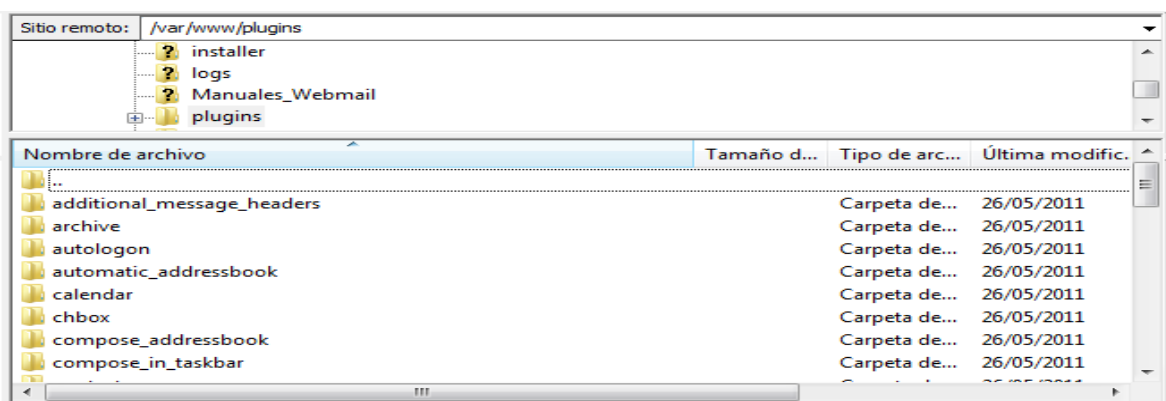 Sitio remoto: /var/www/plugins
installer
logs
Manuales_Webmail
plugins
Nombre de archivo Tamaño d... Tipo de arc... Última modific.
..
additional_message_headers Carpeta de... 26/05/2011
archive Carpeta de... 26/05/2011
autologon Carpeta de... 26/05/2011
automatic_addressbook Carpeta de... 26/05/2011
calendar Carpeta de... 26/05/2011
chbox Carpeta de... 26/05/2011
compose_addressbook Carpeta de... 26/05/2011
compose_in_taskbar Carpeta de... 26/05/2011